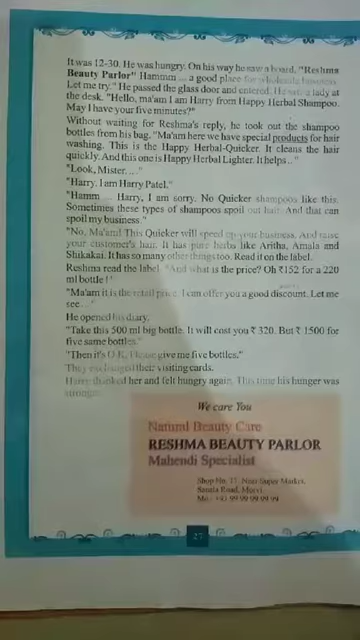 It was 12-30. He was hungry. On his way he saw a board, "Reshma
Beauty Parlor" Hammm ... a good place for wholesale business.
Let me try." He passed the glass door and entered. He saw a lady at
the desk. "Hello, ma'am I am Harry from Happy Herbal Shampoo.
May I have your five minutes?"
Without waiting for Reshma's reply, he took out the shampoo
bottles from his bag. "Ma'am here we have special products for hair
washing. This is the Happy Herbal-Quicker. It cleans the hair
quickly. And this one is Happy Herbal Lighter. It helps .. "
"Look, Mister. ... "
"Harry. I am Harry Patel."
"Hamm ... Harry, I am sorry. No Quicker shampoos like this.
Sometimes these types of shampoos spoil our hair. And that can
spoil my business."
"No, Ma'am! This Quicker will speed up your business. And raise
your customer's hair. It has pure herbs like Aritha, Amala and
Shikakai. It has so many other things too. Read it on the label.
Reshma read the label. "And what is the price? Oh ₹152 for a 220
ml bottle !"
"Ma'am it is the retail price. I can offer you a good discount. Let me
see ... "
He opened his diary.
"Take this 500 ml big bottle. It will cost you ₹ 320. But ₹ 1500 for
five same bottles."
"Then it's O.K. Please give me five bottles."
They exchanged their visiting cards.
Harry thanked her and felt hungry again. This time his hunger was
stronger.
We care You
Natural Beauty Care
RESHMA BEAUTY PARLOR
Mahendi Specialist
Shop No. 17, Near Super Market,
Sanala Road, Morvi
Mo. : +91 99 99 99 99 99
27